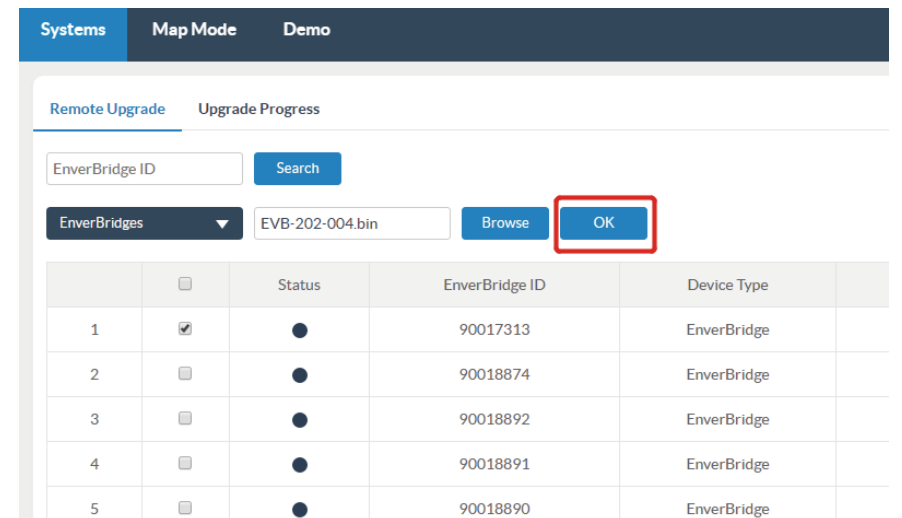 Systems Map Mode Demo
Remote Upgrade Upgrade Progress
EnverBridge ID Search
EnverBridges EVB-202-004.bin Browse OK
Status EnverBridge ID Device Type
1 90017313 EnverBridge
2 90018874 EnverBridge
3 90018892 EnverBridge
4 90018891 EnverBridge
5 90018890 EnverBridge